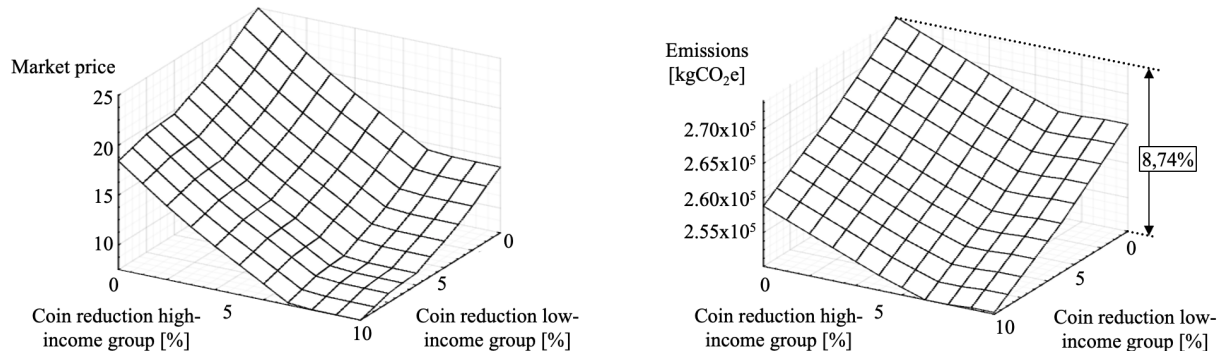 Market price
25
20
15
10
0
5
10
0
5
Coin reduction high-
income group [%]
Coin reduction low-
income group [%]
Emissions
[kgCO₂e]
2.70x10⁵
2.65x10⁵
2.60x10⁵
2.55x10⁵
8,74%
0
5
10
0
5
Coin reduction high-
income group [%]
Coin reduction low-
income group [%]